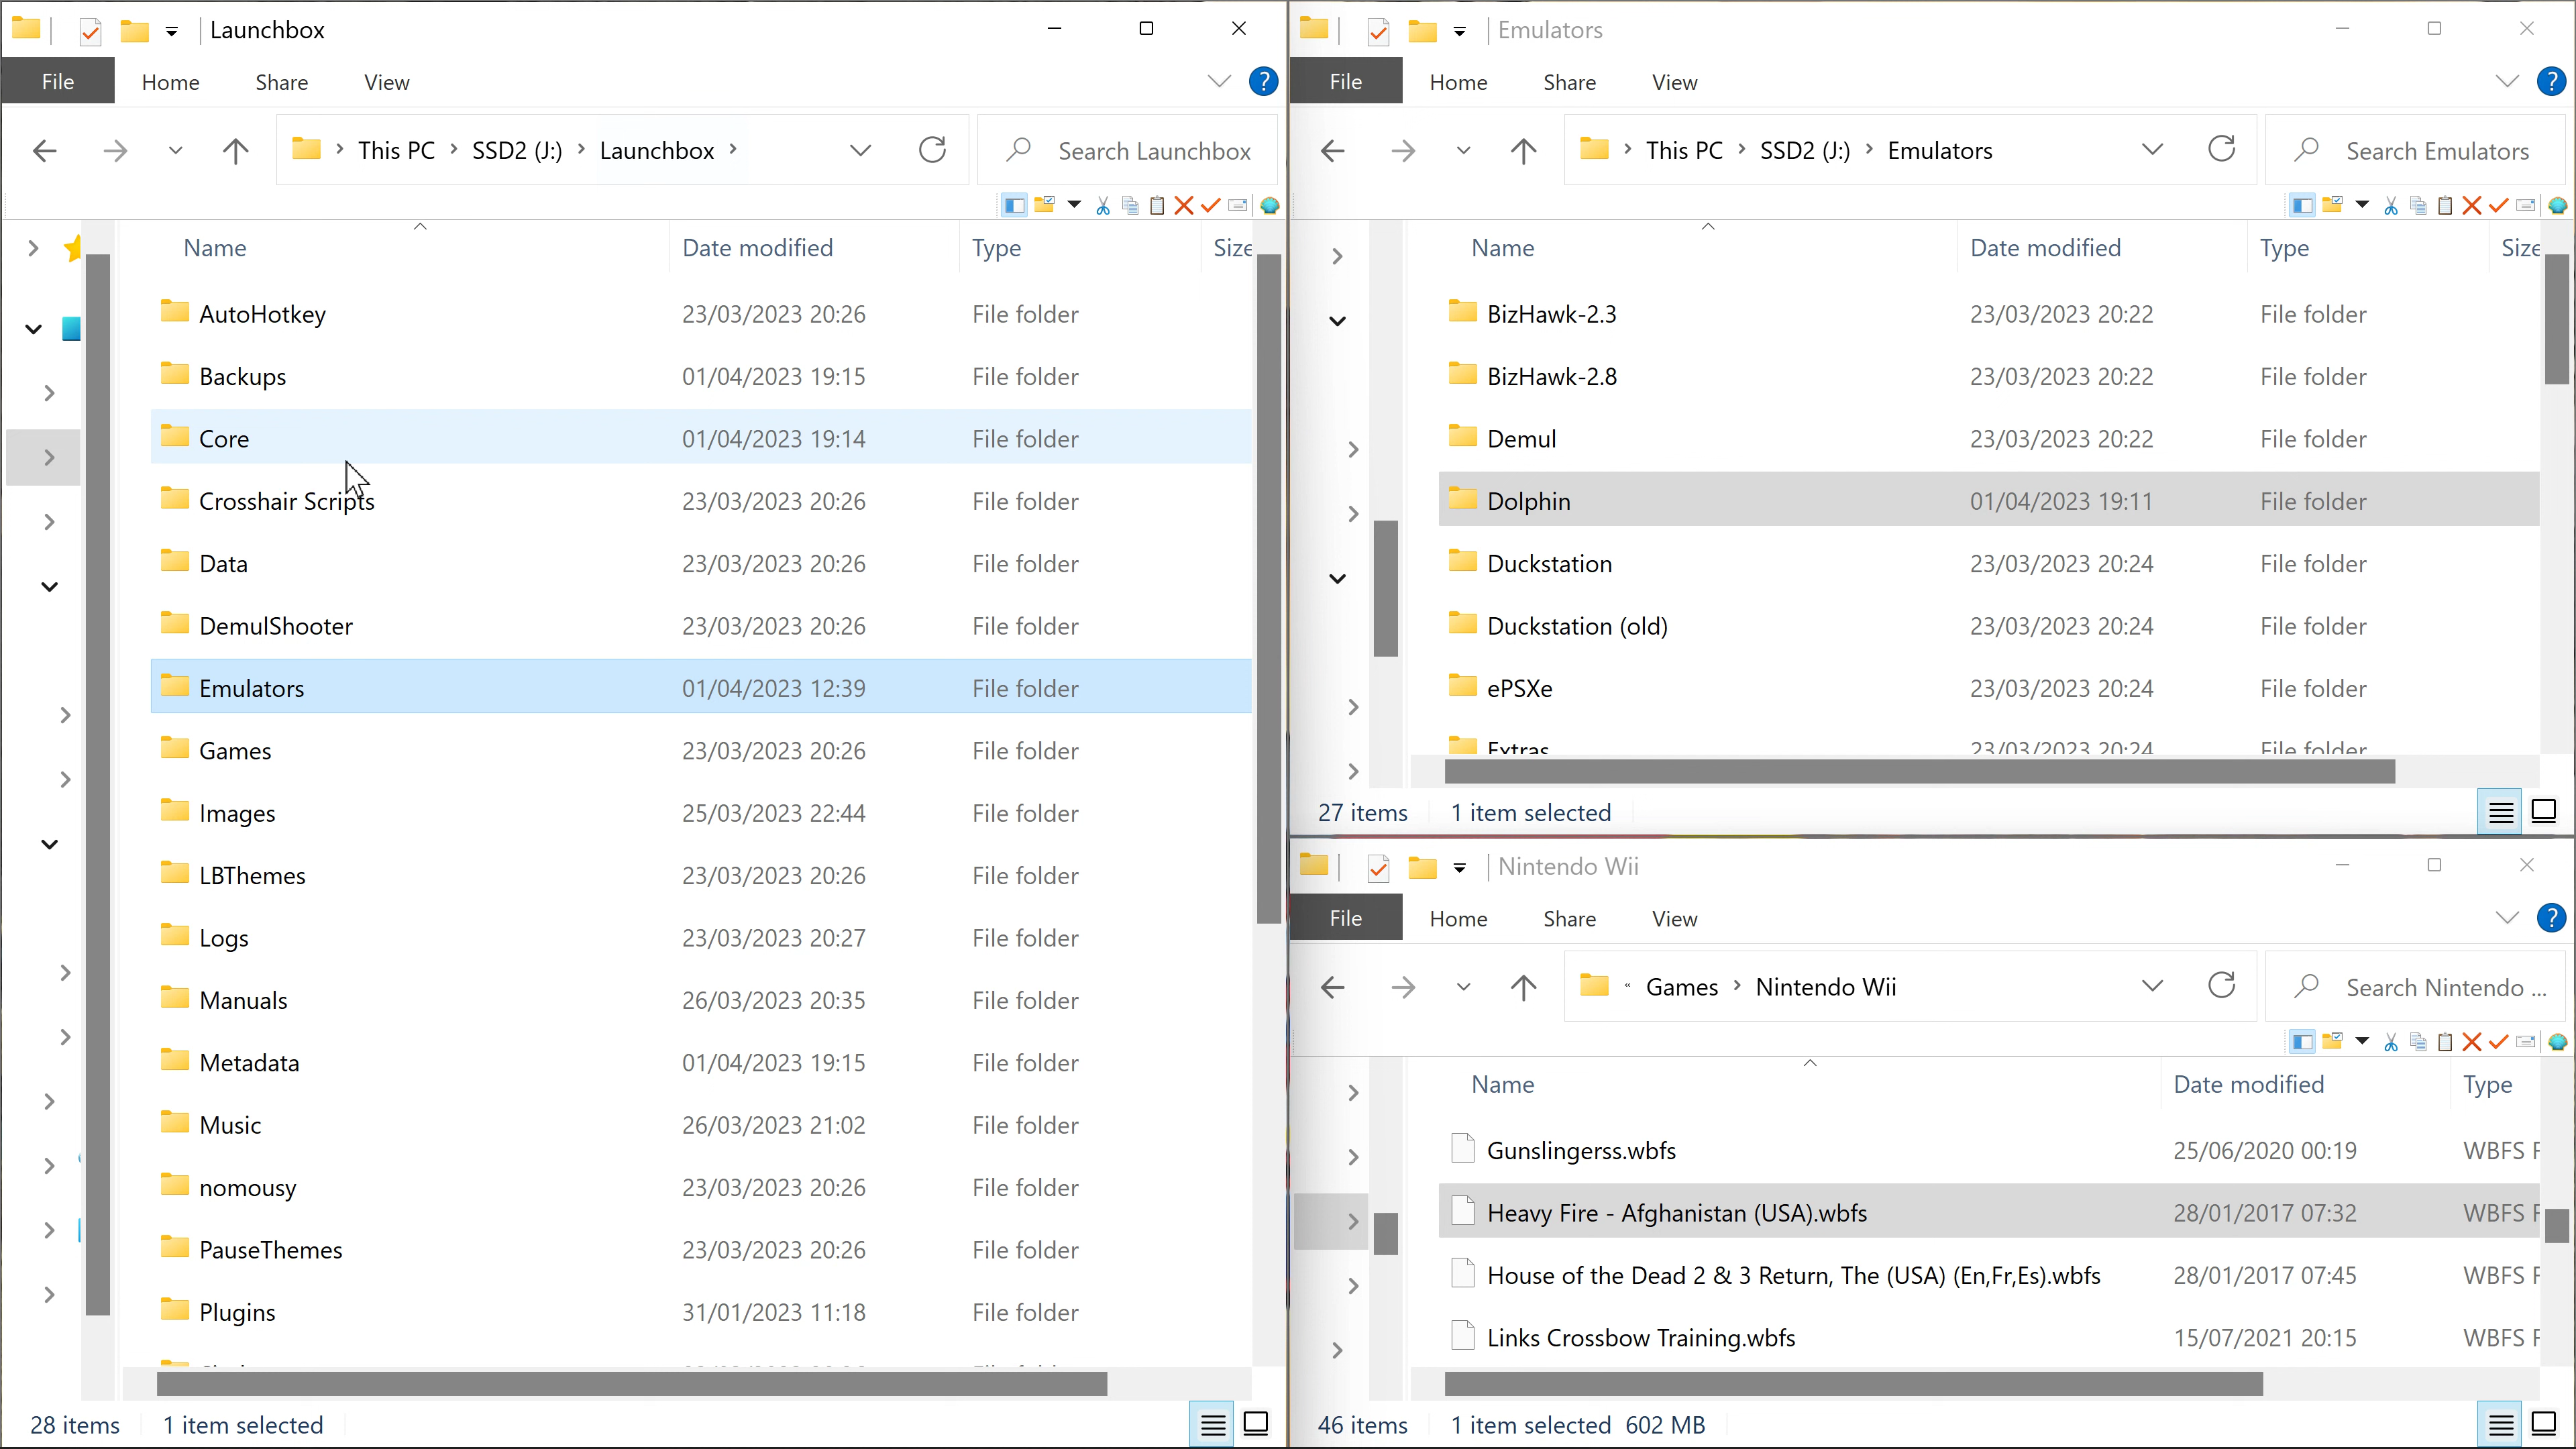 Launchbox
File Home Share View
This PC > SSD2 (J:) > Launchbox >
Search Launchbox
Name Date modified Type Size
AutoHotkey 23/03/2023 20:26 File folder
Backups 01/04/2023 19:15 File folder
Core 01/04/2023 19:14 File folder
Crosshair Scripts 23/03/2023 20:26 File folder
Data 23/03/2023 20:26 File folder
DemulShooter 23/03/2023 20:26 File folder
Emulators 01/04/2023 12:39 File folder
Games 23/03/2023 20:26 File folder
Images 25/03/2023 22:44 File folder
LBThemes 23/03/2023 20:26 File folder
Logs 23/03/2023 20:27 File folder
Manuals 26/03/2023 20:35 File folder
Metadata 01/04/2023 19:15 File folder
Music 26/03/2023 21:02 File folder
nomousy 23/03/2023 20:26 File folder
PauseThemes 23/03/2023 20:26 File folder
Plugins 31/01/2023 11:18 File folder
28 items 1 item selected
Emulators
File Home Share View
This PC > SSD2 (J:) > Emulators
Search Emulators
Name Date modified Type Size
BizHawk-2.3 23/03/2023 20:22 File folder
BizHawk-2.8 23/03/2023 20:22 File folder
Demul 23/03/2023 20:22 File folder
Dolphin 01/04/2023 19:11 File folder
Duckstation 23/03/2023 20:24 File folder
Duckstation (old) 23/03/2023 20:24 File folder
ePSXe 23/03/2023 20:24 File folder
Extras 23/03/2023 20:24 File folder
27 items 1 item selected
Nintendo Wii
File Home Share View
« Games > Nintendo Wii
Search Nintendo ...
Name Date modified Type
Gunslingerss.wbfs 25/06/2020 00:19 WBFS F
Heavy Fire - Afghanistan (USA).wbfs 28/01/2017 07:32 WBFS F
House of the Dead 2 & 3 Return, The (USA) (En,Fr,Es).wbfs 28/01/2017 07:45 WBFS F
Links Crossbow Training.wbfs 15/07/2021 20:15 WBFS F
46 items 1 item selected 602 MB